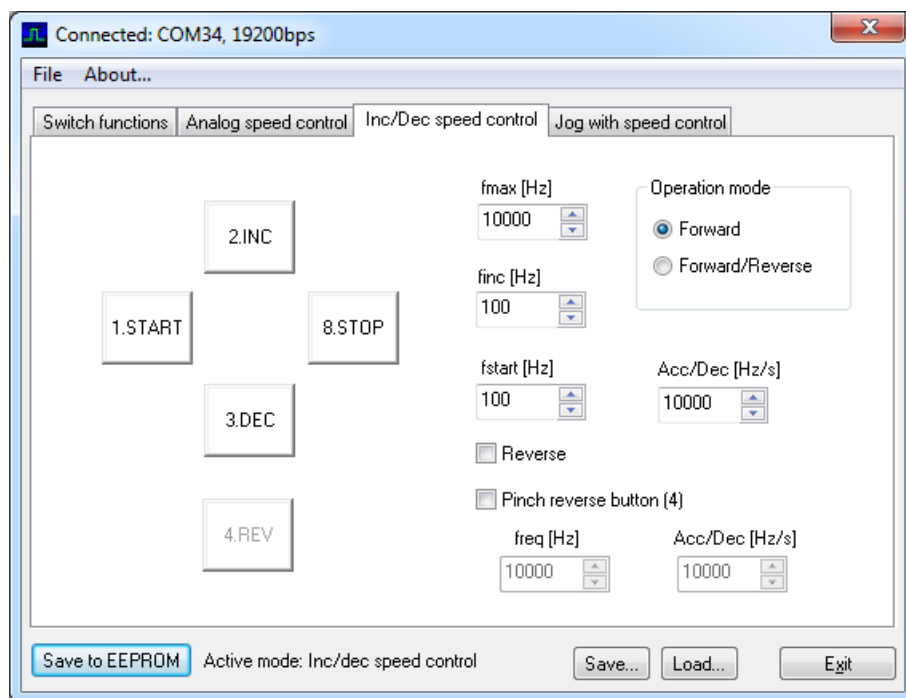 Connected: COM34, 19200bps
File About...
Switch functions Analog speed control Inc/Dec speed control Jog with speed control
2.INC
1.START
8.STOP
3.DEC
4.REV
fmax [Hz]
10000
finc [Hz]
100
fstart [Hz]
100
Operation mode
Forward
Forward/Reverse
Acc/Dec [Hz/s]
10000
Reverse
Pinch reverse button (4)
freq [Hz]
10000
Acc/Dec [Hz/s]
10000
Save to EEPROM Active mode: Inc/dec speed control Save... Load... Exit